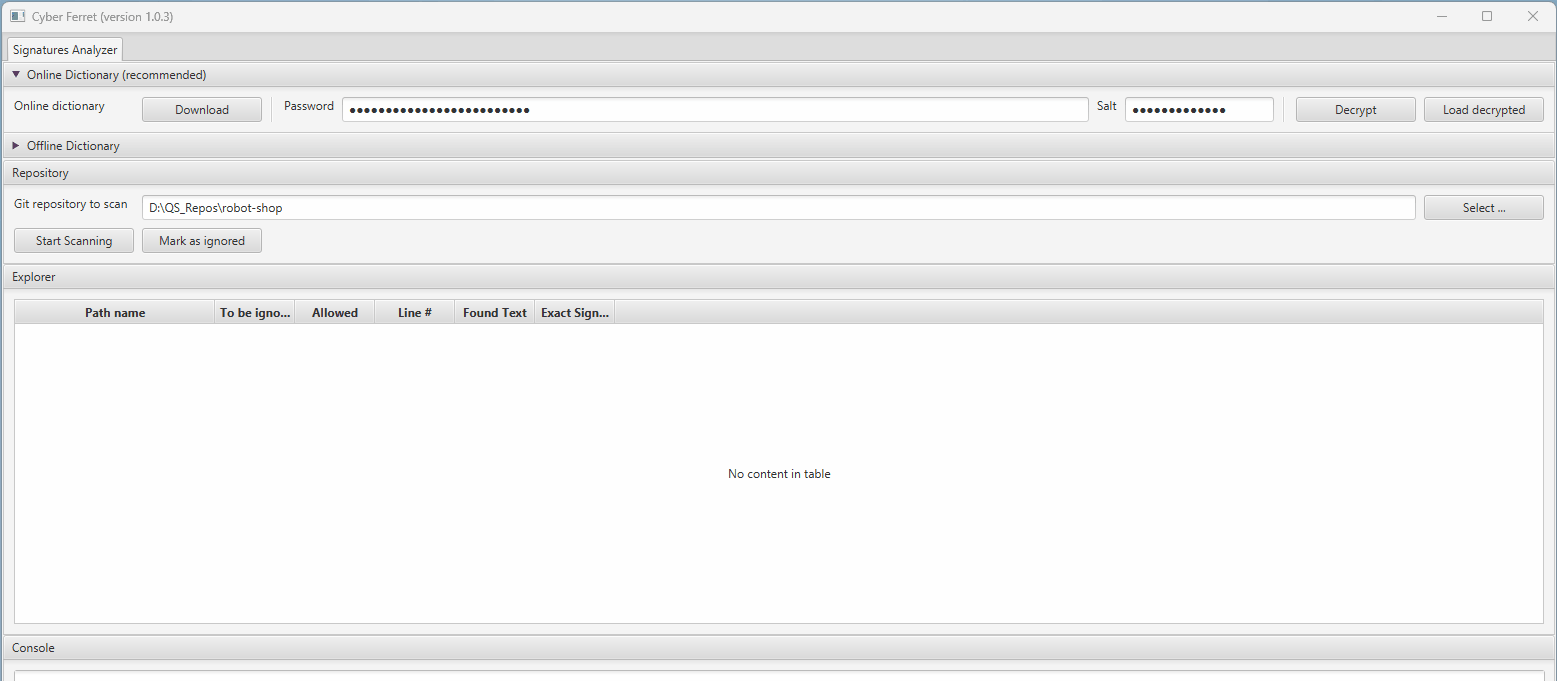 Cyber Ferret (version 1.0.3)
Signatures Analyzer
Online Dictionary (recommended)
Online dictionary Download Password ●●●●●●●●●●●●●●●●●●●●●●●●● Salt ●●●●●●●●●●●●● Decrypt Load decrypted
Offline Dictionary
Repository
Git repository to scan D:\QS_Repos\robot-shop Select ...
Start Scanning Mark as ignored
Explorer
Path name To be igno... Allowed Line # Found Text Exact Sign...
No content in table
Console